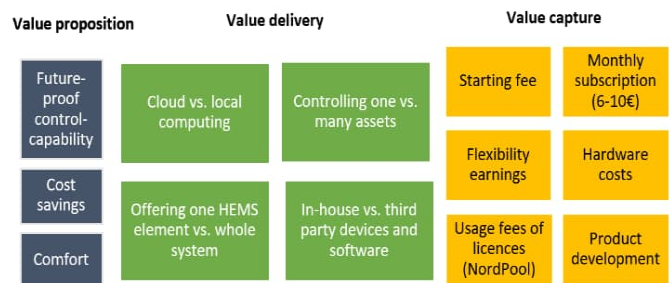 Value proposition
Value delivery
Value capture
Future-
proof
control-
capability
Cost
savings
Comfort
Cloud vs. local
computing
Controlling one vs.
many assets
Offering one HEMS
element vs. whole
system
In-house vs. third
party devices and
software
Starting fee
Monthly
subscription
(6-10€)
Flexibility
earnings
Hardware
costs
Usage fees of
licences
(NordPool)
Product
development